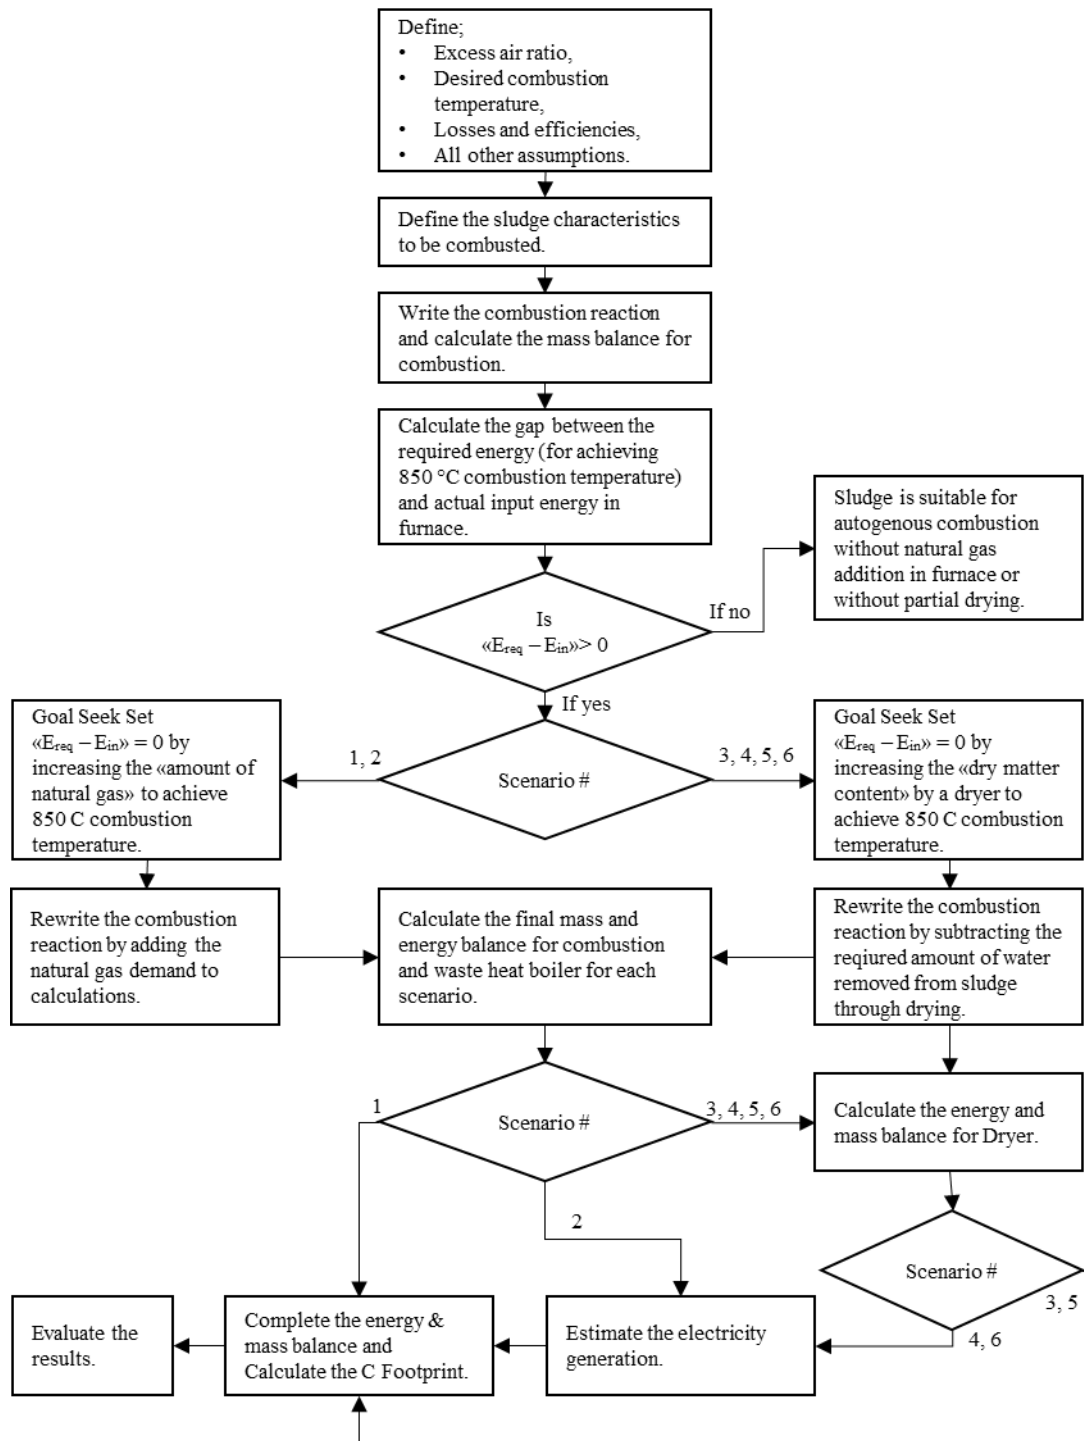 Define;
• Excess air ratio,
• Desired combustion
temperature,
• Losses and efficiencies,
• All other assumptions.
Define the sludge characteristics
to be combusted.
Write the combustion reaction
and calculate the mass balance for
combustion.
Calculate the gap between the
required energy (for achieving
850 °C combustion temperature)
and actual input energy in
furnace.
Sludge is suitable for
autogenous combustion
without natural gas
addition in furnace or
without partial drying.
If no
Is
«Ereq – Ein»> 0
If yes
Goal Seek Set
«Ereq – Ein» = 0 by
increasing the «amount of
natural gas» to achieve
850 C combustion
temperature.
1, 2
Scenario #
3, 4, 5, 6
Goal Seek Set
«Ereq – Ein» = 0 by
increasing the «dry matter
content» by a dryer to
achieve 850 C combustion
temperature.
Rewrite the combustion
reaction by adding the
natural gas demand to
calculations.
Calculate the final mass and
energy balance for combustion
and waste heat boiler for each
scenario.
Rewrite the combustion
reaction by subtracting the
reqiured amount of water
removed from sludge
through drying.
1
Scenario #
3, 4, 5, 6
Calculate the energy and
mass balance for Dryer.
2
Scenario #
3, 5
4, 6
Evaluate the
results.
Complete the energy &
mass balance and
Calculate the C Footprint.
Estimate the electricity
generation.